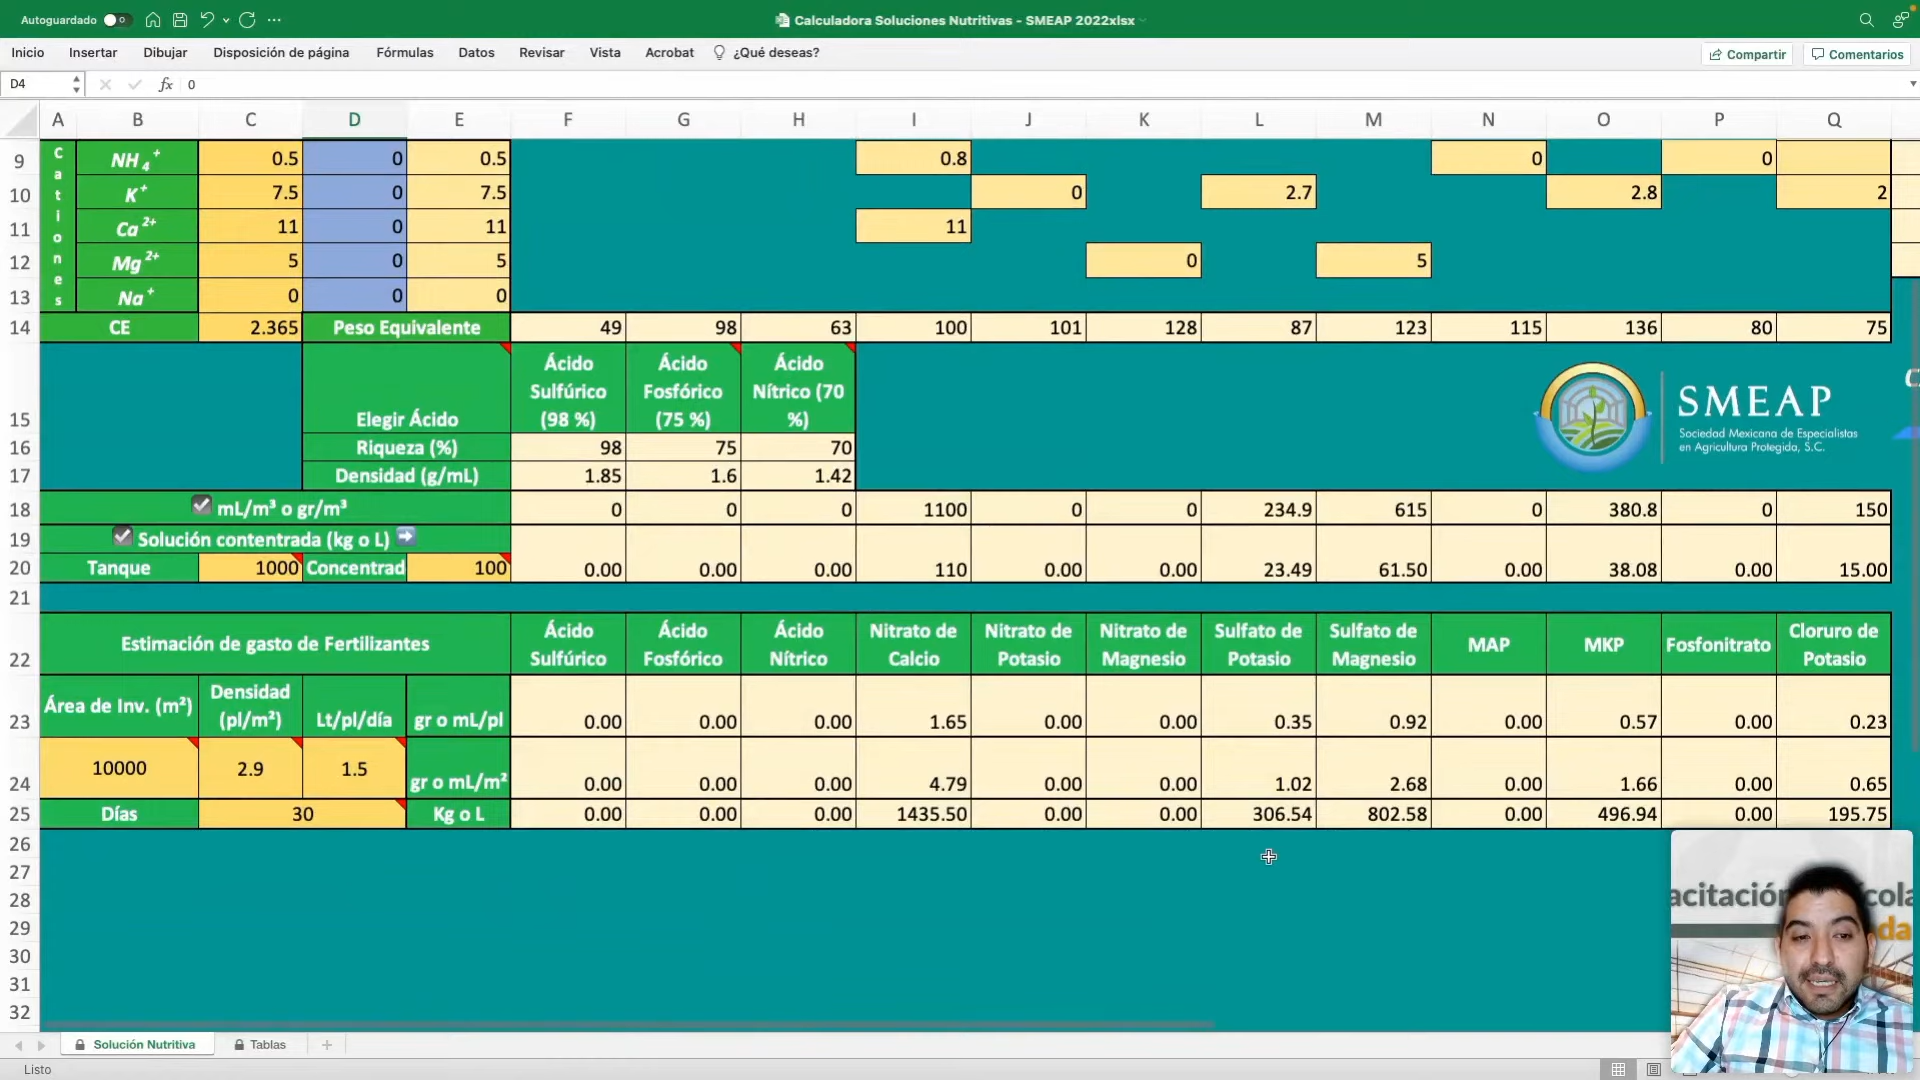 Autoguardado 0 Calculadora Soluciones Nutritivas - SMEAP 2022xlsx
Inicio Insertar Dibujar Disposición de página Fórmulas Datos Revisar Vista Acrobat ¿Qué deseas? Compartir Comentarios
D4 fx 0
A B C D E F G H I J K L M N O P Q
Cationes
9 NH4+ 0.5 0 0.5 0.8 0 0
10 K+ 7.5 0 7.5 0 2.7 2.8 2
11 Ca2+ 11 0 11 11
12 Mg2+ 5 0 5 0 5
13 Na+ 0 0 0
14 CE 2.365 Peso Equivalente 49 98 63 100 101 128 87 123 115 136 80 75
15 Elegir Ácido Ácido Sulfúrico (98 %) Ácido Fosfórico (75 %) Ácido Nítrico (70 %)
SMEAP
Sociedad Mexicana de Especialistas
en Agricultura Protegida, S.C.
16 Riqueza (%) 98 75 70
17 Densidad (g/mL) 1.85 1.6 1.42
18 mL/m³ o gr/m³ 0 0 0 1100 0 0 234.9 615 0 380.8 0 150
19 Solución contentrada (kg o L)
20 Tanque 1000 Concentrad 100 0.00 0.00 0.00 110 0.00 0.00 23.49 61.50 0.00 38.08 0.00 15.00
21
22 Estimación de gasto de Fertilizantes Ácido Sulfúrico Ácido Fosfórico Ácido Nítrico Nitrato de Calcio Nitrato de Potasio Nitrato de Magnesio Sulfato de Potasio Sulfato de Magnesio MAP MKP Fosfonitrato Cloruro de Potasio
23 Área de Inv. (m²) Densidad (pl/m²) Lt/pl/día gr o mL/pl 0.00 0.00 0.00 1.65 0.00 0.00 0.35 0.92 0.00 0.57 0.00 0.23
24 10000 2.9 1.5 gr o mL/m² 0.00 0.00 0.00 4.79 0.00 0.00 1.02 2.68 0.00 1.66 0.00 0.65
25 Días 30 Kg o L 0.00 0.00 0.00 1435.50 0.00 0.00 306.54 802.58 0.00 496.94 0.00 195.75
26
27
28
29
30
31
32
acitación cola
da
Solución Nutritiva Tablas
Listo